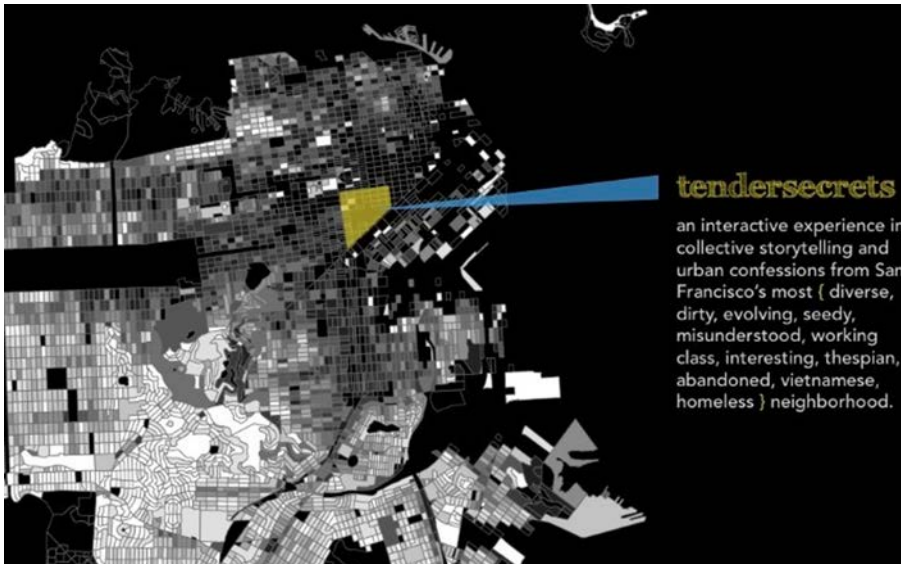 tendersecrets
an interactive experience in
collective storytelling and
urban confessions from San
Francisco's most { diverse,
dirty, evolving, seedy,
misunderstood, working
class, interesting, thespian,
abandoned, vietnamese,
homeless } neighborhood.